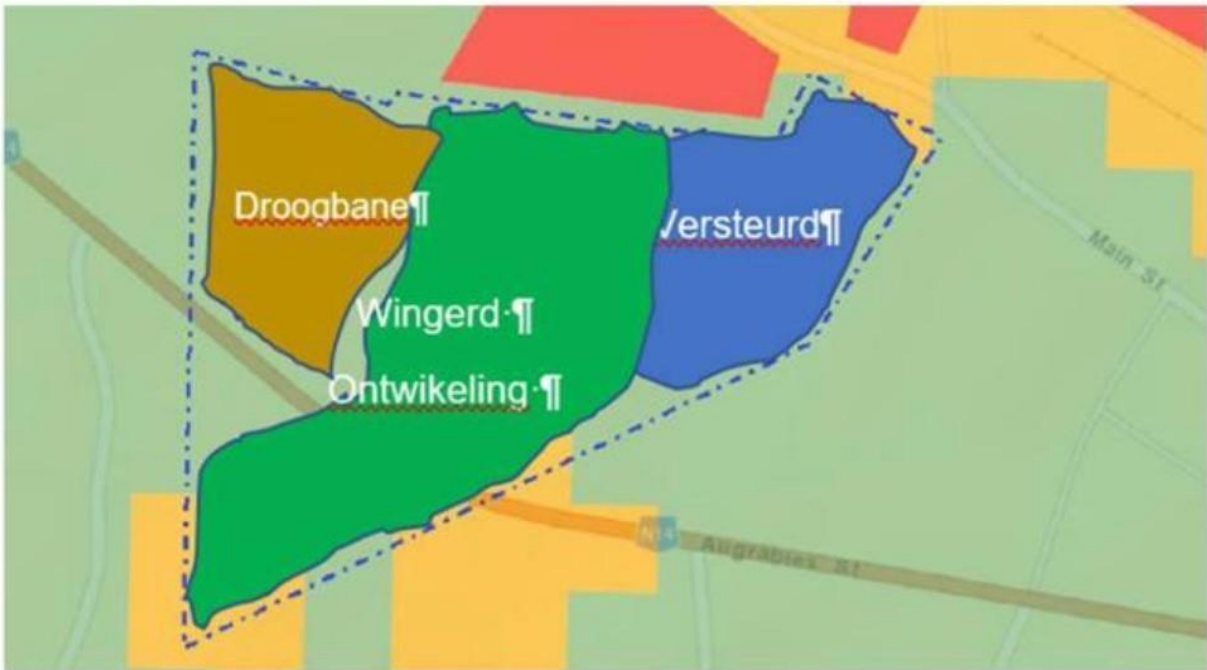 Droogbane¶
Versteurd¶
Wingerd·¶
Ontwikeling·¶
Main St
N14
Augrabies St